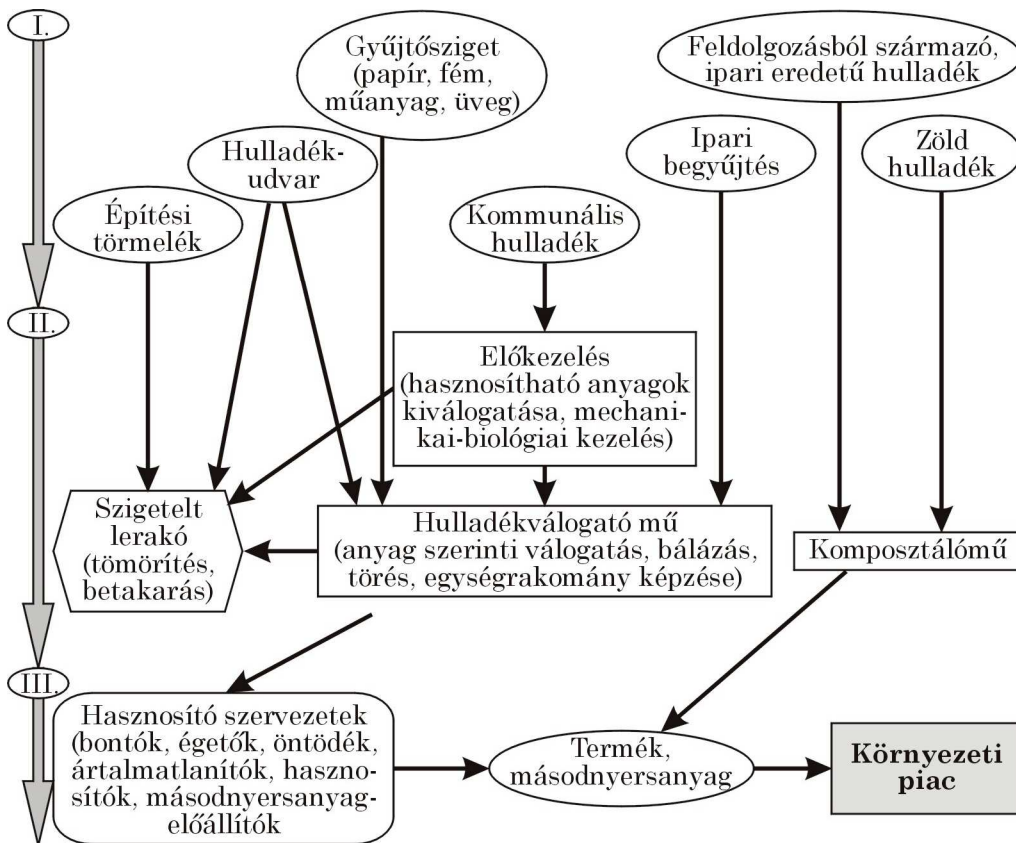 I.
Gyűjtősziget
(papír, fém,
műanyag, üveg)
Feldolgozásból származó,
ipari eredetű hulladék
Hulladék-
udvar
Ipari
begyűjtés
Zöld
hulladék
Építési
törmelék
Kommunális
hulladék
II.
Előkezelés
(hasznosítható anyagok
kiválogatása, mechani-
kai-biológiai kezelés)
Szigetelt
lerakó
(tömörítés,
betakarás)
Hulladékválogató mű
(anyag szerinti válogatás, bálázás,
törés, egységrakomány képzése)
Komposztálómű
III.
Hasznosító szervezetek
(bontók, égetők, öntödék,
ártalmatlanítók, haszno-
sítók, másodnyersanyag-
előállítók
Termék,
másodnyersanyag
Környezeti
piac